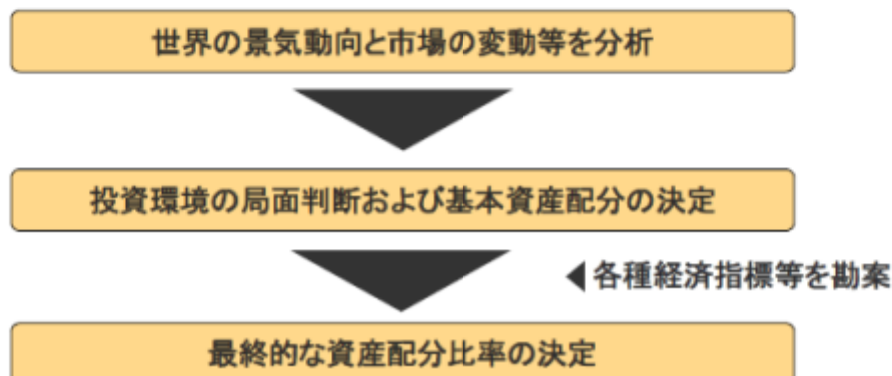 世界の景気動向と市場の変動等を分析
投資環境の局面判断および基本資産配分の決定
各種経済指標等を勘案
最終的な資産配分比率の決定